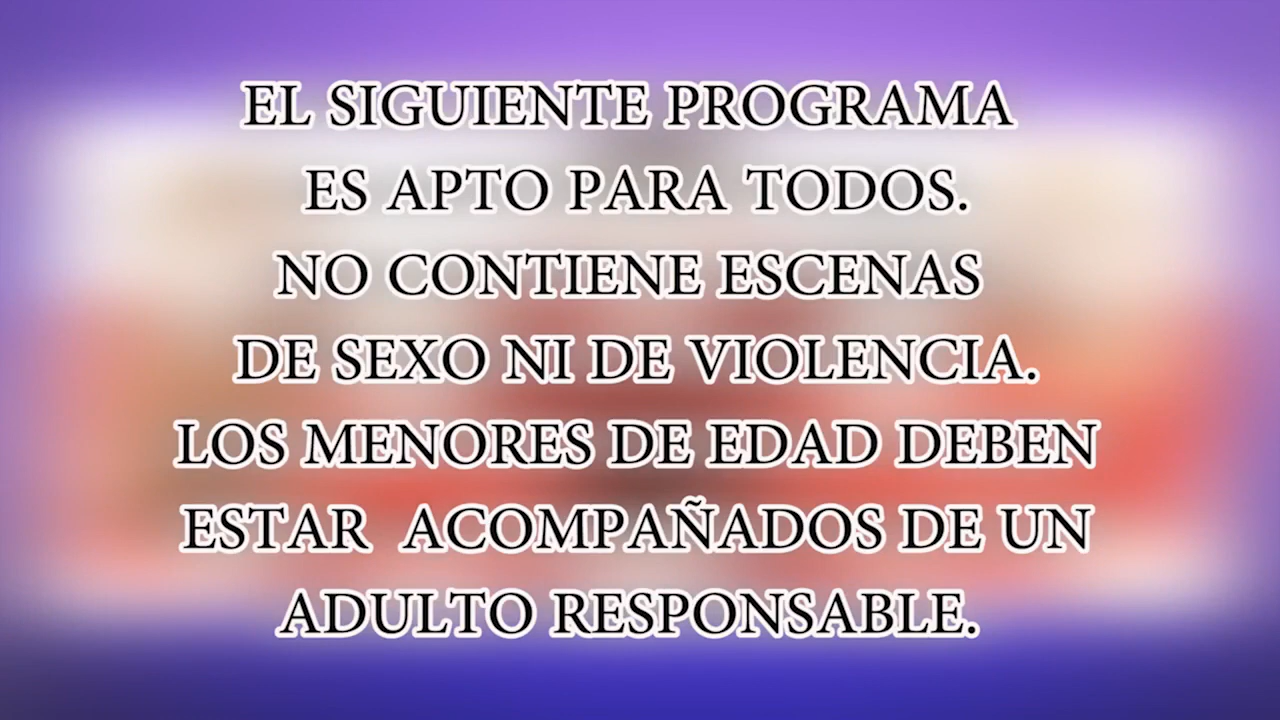 EL SIGUIENTE PROGRAMA
ES APTO PARA TODOS.
NO CONTIENE ESCENAS
DE SEXO NI DE VIOLENCIA.
LOS MENORES DE EDAD DEBEN
ESTAR ACOMPAÑADOS DE UN
ADULTO RESPONSABLE.